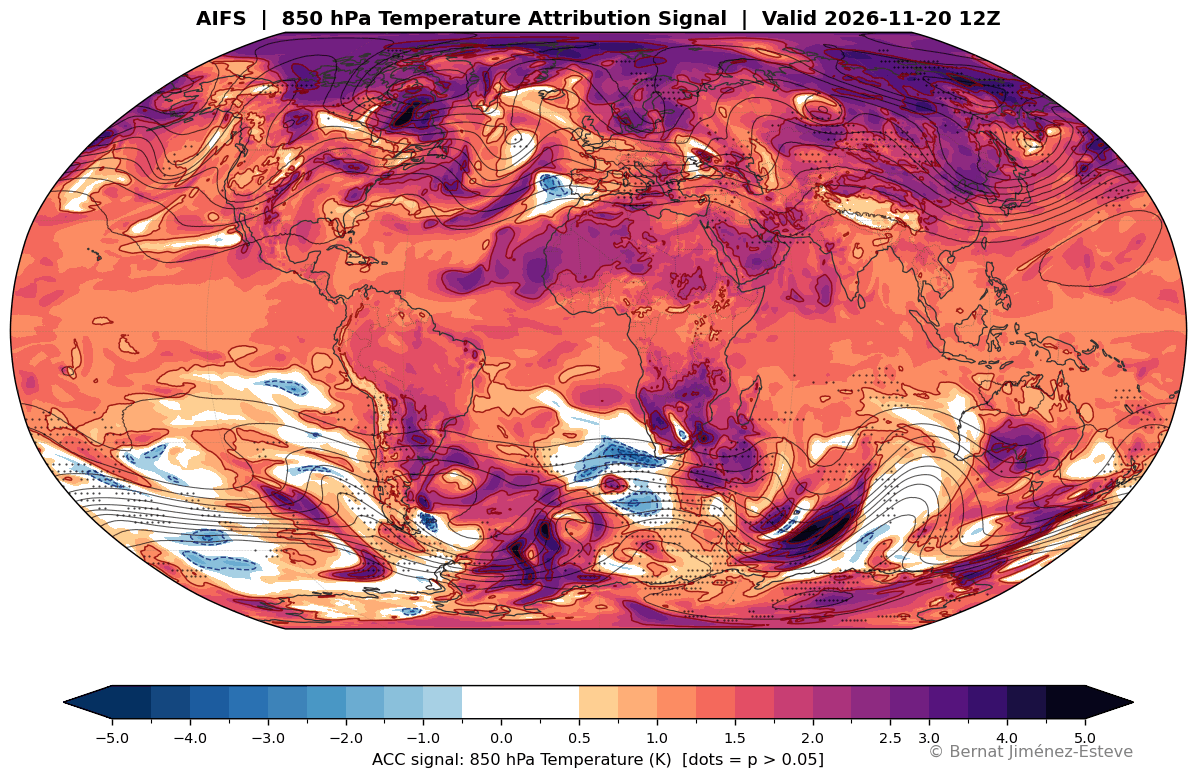 AIFS | 850 hPa Temperature Attribution Signal | Valid 2026-11-20 12Z
−5.0 −4.0 −3.0 −2.0 −1.0 0.0 0.5 1.0 1.5 2.0 2.5 3.0 4.0 5.0
ACC signal: 850 hPa Temperature (K) [dots = p > 0.05]
© Bernat Jiménez-Esteve